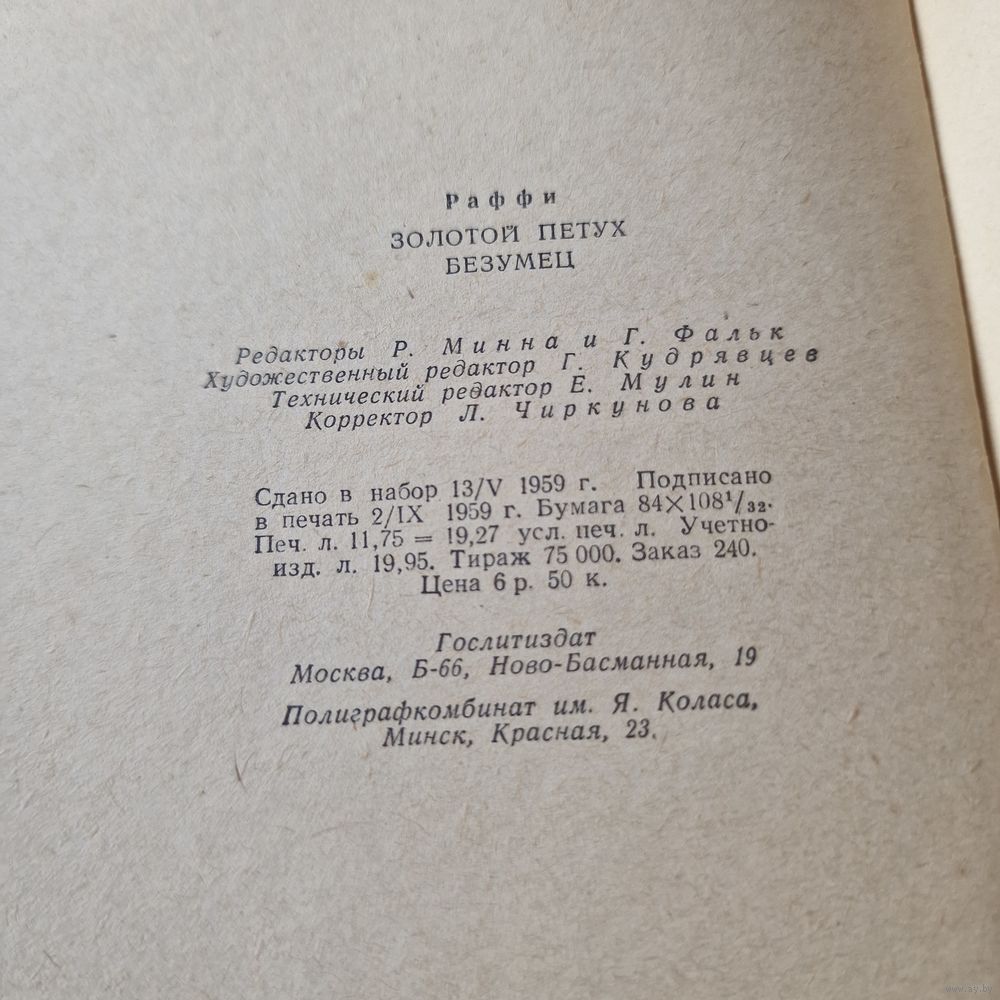 Раффи
ЗОЛОТОЙ ПЕТУХ
БЕЗУМЕЦ
Редакторы Р. Минна и Г. Фальк
Художественный редактор Г. Кудрявцев
Технический редактор Е. Мулин
Корректор Л. Чиркунова
Сдано в набор 13/V 1959 г. Подписано
в печать 2/IX 1959 г. Бумага 84×108¹/₃₂.
Печ. л. 11,75 = 19,27 усл. печ. л. Учетно-
изд. л. 19,95. Тираж 75 000. Заказ 240.
Цена 6 р. 50 к.
Гослитиздат
Москва, Б-66, Ново-Басманная, 19
Полиграфкомбинат им. Я. Коласа,
Минск, Красная, 23.
www.ay.by